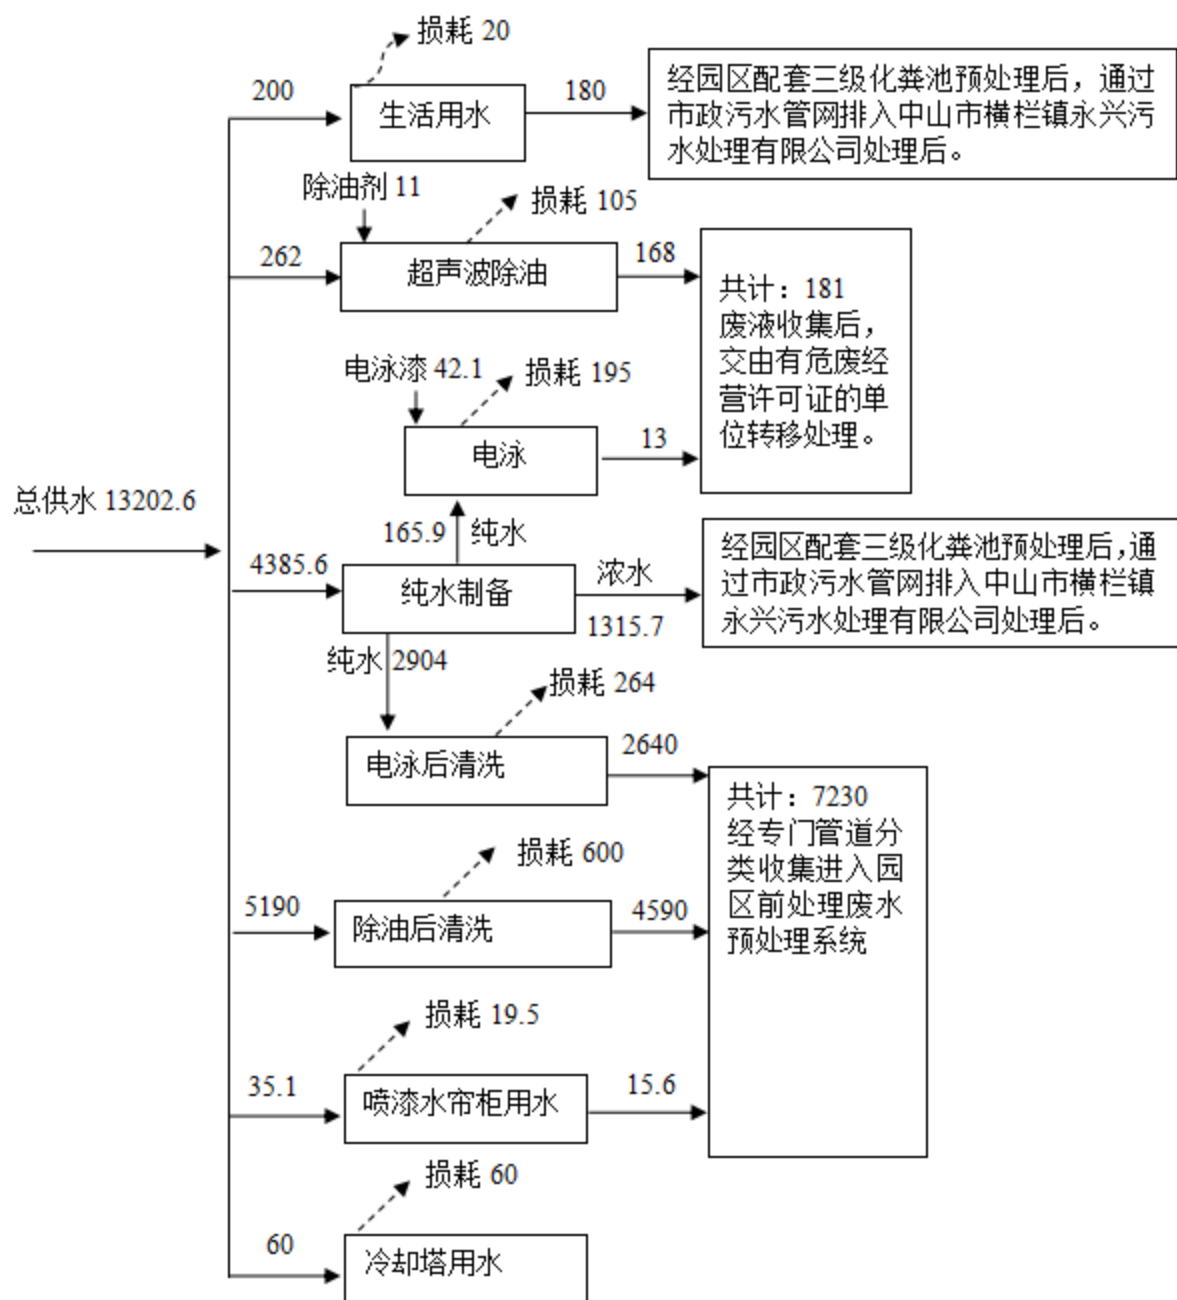 损耗 20
200
生活用水
180
经园区配套三级化粪池预处理后，通过
市政污水管网排入中山市横栏镇永兴污
水处理有限公司处理后。
除油剂 11
损耗 105
262
超声波除油
168
共计：181
废液收集后，
交由有危废经
营许可证的单
位转移处理。
电泳漆 42.1
损耗 195
电泳
13
总供水 13202.6
165.9
纯水
4385.6
纯水制备
浓水
1315.7
经园区配套三级化粪池预处理后,通
过市政污水管网排入中山市横栏镇
永兴污水处理有限公司处理后。
纯水 2904
损耗 264
电泳后清洗
2640
共计：7230
经专门管道分
类收集进入园
区前处理废水
预处理系统
损耗 600
5190
除油后清洗
4590
损耗 19.5
35.1
喷漆水帘柜用水
15.6
损耗 60
60
冷却塔用水